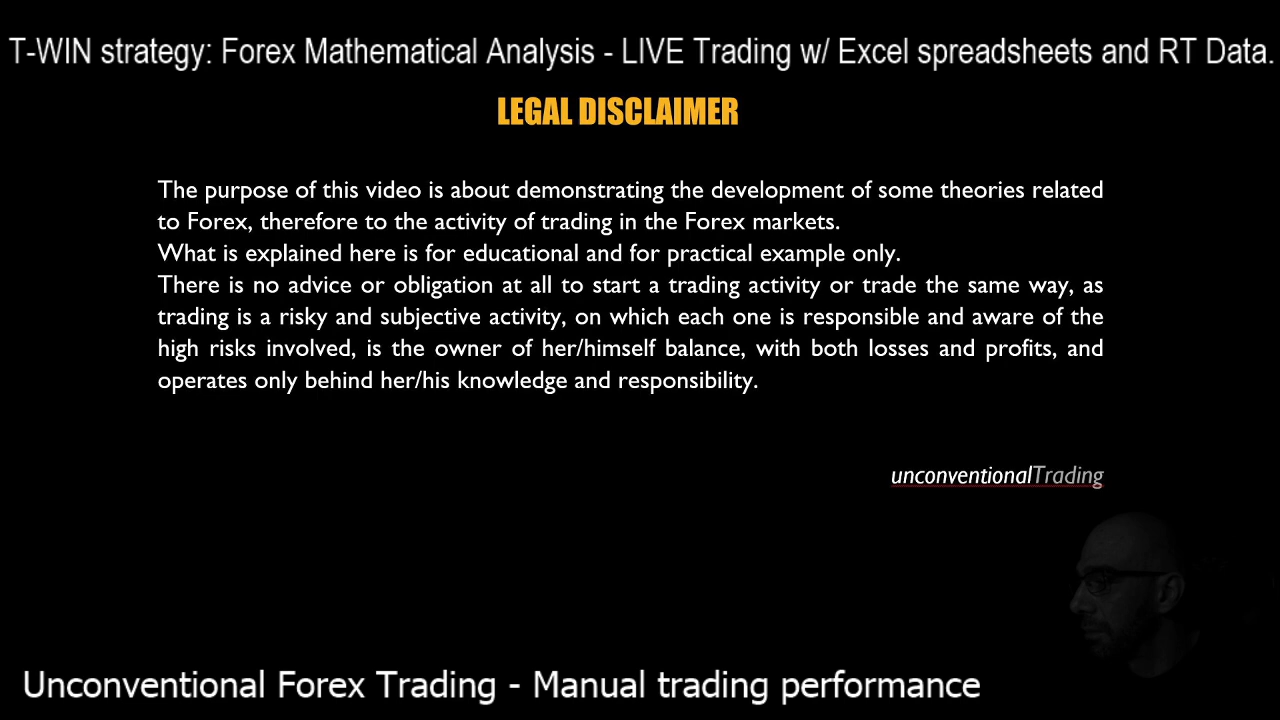 T-WIN strategy: Forex Mathematical Analysis - LIVE Trading w/ Excel spreadsheets and RT Data.
LEGAL DISCLAIMER
The purpose of this video is about demonstrating the development of some theories related
to Forex, therefore to the activity of trading in the Forex markets.
What is explained here is for educational and for practical example only.
There is no advice or obligation at all to start a trading activity or trade the same way, as
trading is a risky and subjective activity, on which each one is responsible and aware of the
high risks involved, is the owner of her/himself balance, with both losses and profits, and
operates only behind her/his knowledge and responsibility.
unconventionalTrading
Unconventional Forex Trading - Manual trading performance